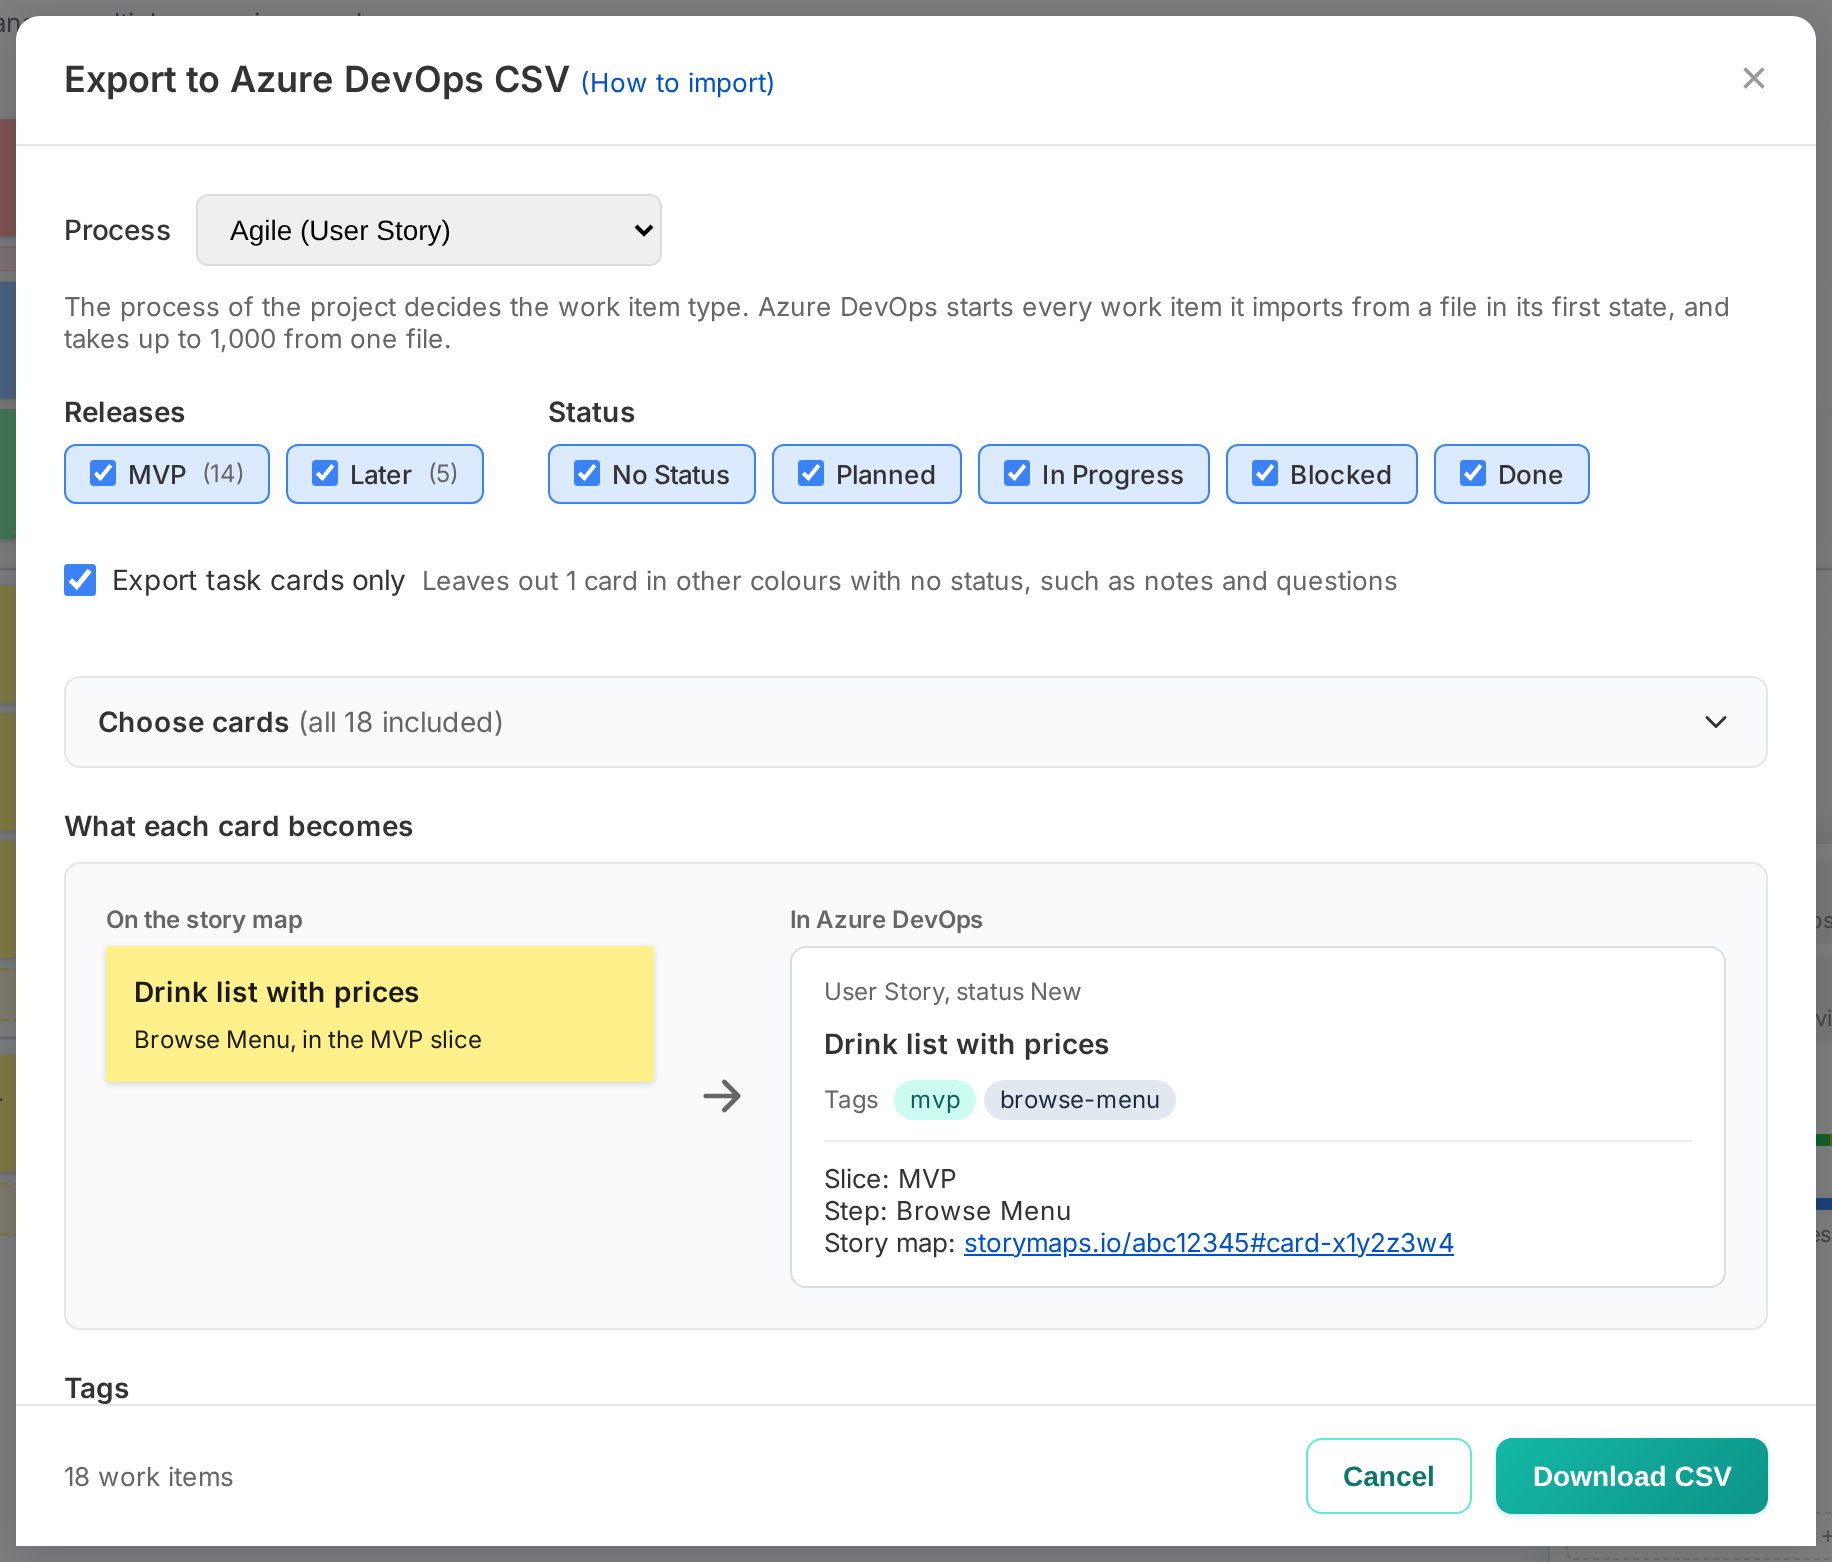 Export to Azure DevOps CSV (How to import)
Process Agile (User Story)
The process of the project decides the work item type. Azure DevOps starts every work item it imports from a file in its first state, and
takes up to 1,000 from one file.
Releases Status
MVP (14) Later (5) No Status Planned In Progress Blocked Done
Export task cards only Leaves out 1 card in other colours with no status, such as notes and questions
Choose cards (all 18 included)
What each card becomes
On the story map
Drink list with prices
Browse Menu, in the MVP slice
In Azure DevOps
User Story, status New
Drink list with prices
Tags mvp browse-menu
Slice: MVP
Step: Browse Menu
Story map: storymaps.io/abc12345#card-x1y2z3w4
Tags
18 work items Cancel Download CSV